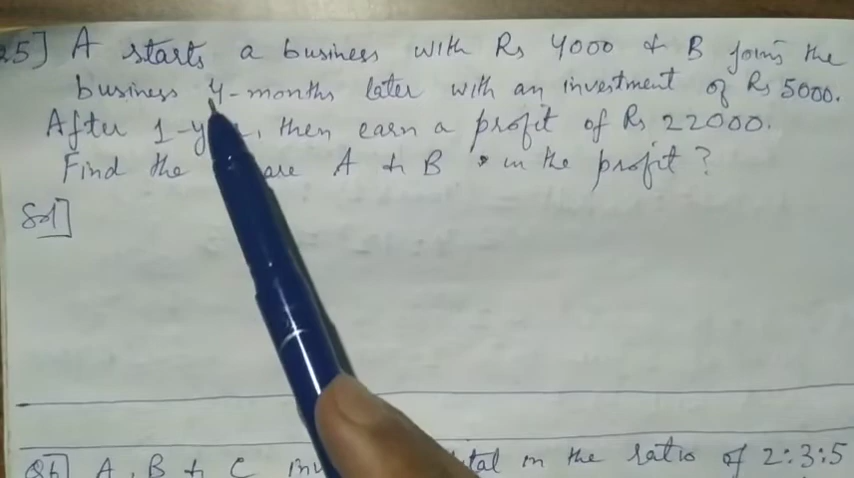 25] A starts a business with Rs 4000 & B joins the
business 4-months later with an investment of Rs 5000.
After 1-year, then earn a profit of Rs 22000.
Find the A & B in the profit?
Sol]
Q6] A, B & C in the ratio of 2:3:5